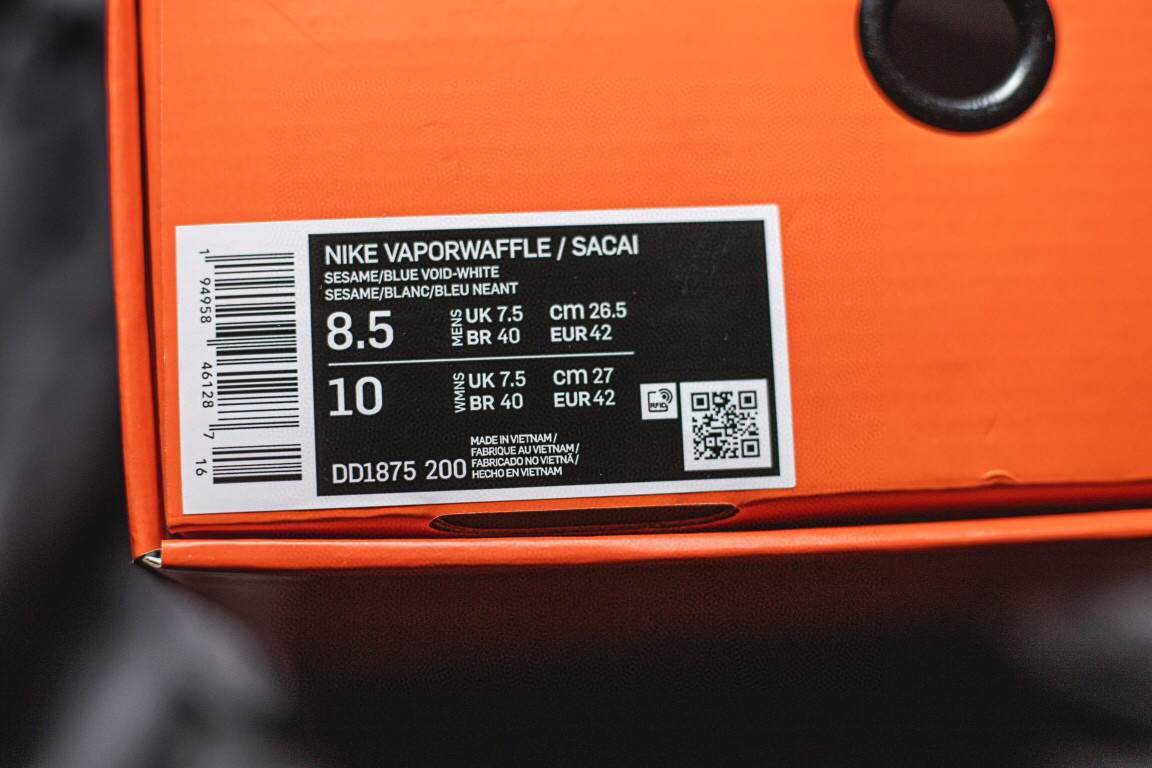 NIKE VAPORWAFFLE / SACAI
SESAME/BLUE VOID-WHITE
SESAME/BLANC/BLEU NEANT
8.5 MENS UK 7.5 cm 26.5
BR 40 EUR 42
10 WMNS UK 7.5 cm 27
BR 40 EUR 42
RFID
MADE IN VIETNAM /
FABRIQUE AU VIETNAM /
FABRICADO NO VIETNÃ /
HECHO EN VIETNAM
DD1875 200
1 94958 46128 7 16